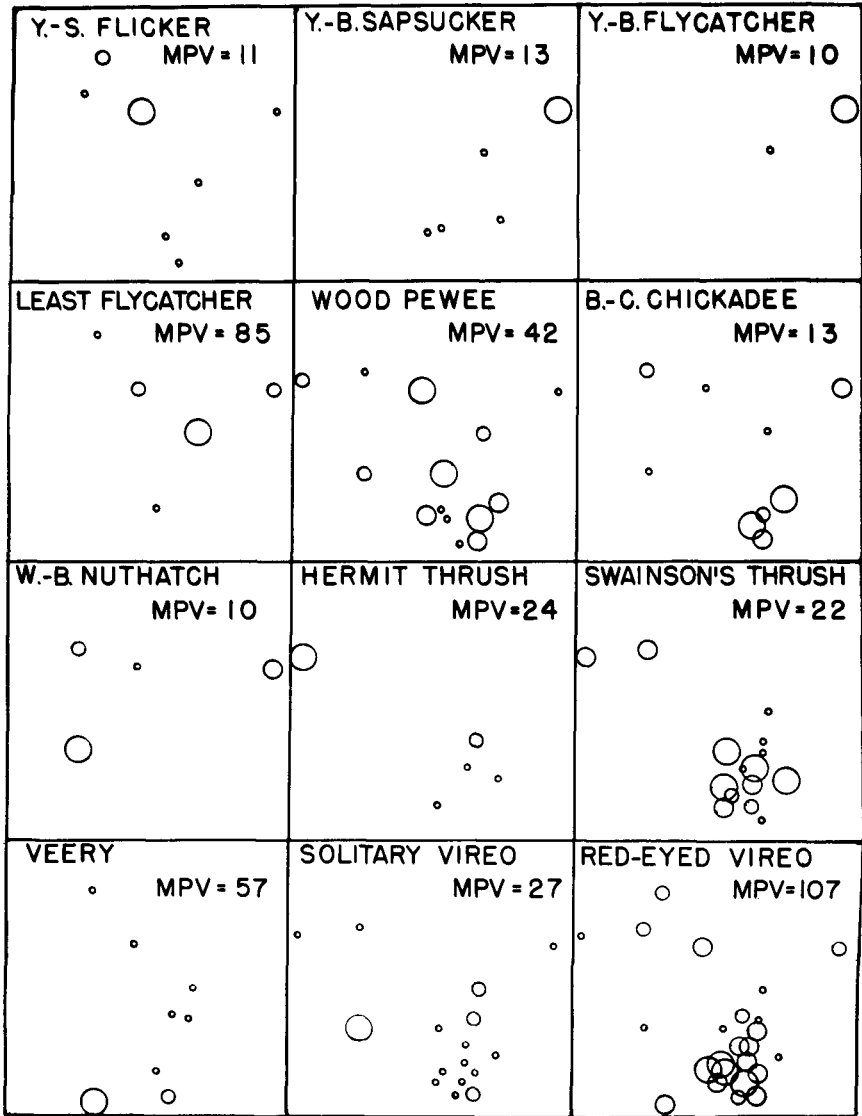 Y.-S. FLICKER
MPV = 11
Y.-B. SAPSUCKER
MPV = 13
Y.-B. FLYCATCHER
MPV = 10
LEAST FLYCATCHER
MPV = 85
WOOD PEWEE
MPV = 42
B.-C. CHICKADEE
MPV = 13
W.-B. NUTHATCH
MPV = 10
HERMIT THRUSH
MPV = 24
SWAINSON'S THRUSH
MPV = 22
VEERY
MPV = 57
SOLITARY VIREO
MPV = 27
RED-EYED VIREO
MPV = 107